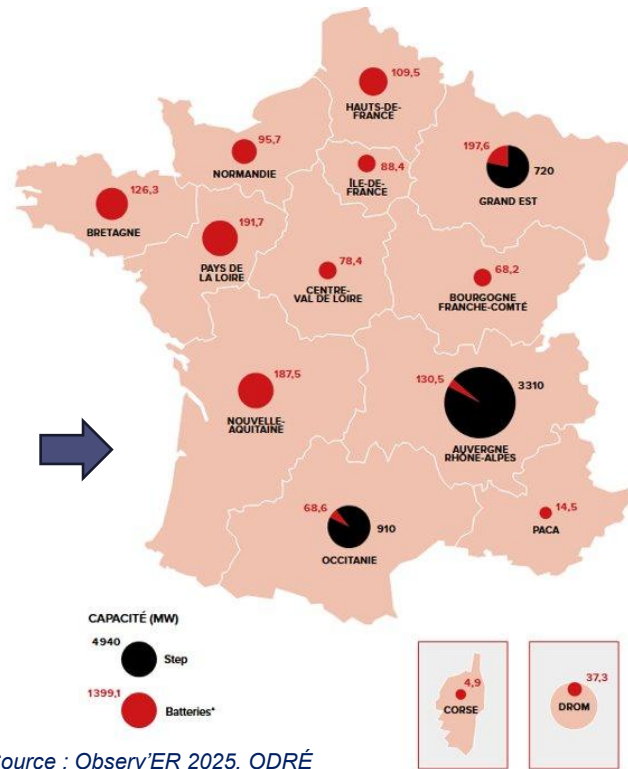 109,5
HAUTS-DE-
FRANCE
95,7
NORMANDIE
88,4
ÎLE-DE-
FRANCE
197,6
720
GRAND EST
126,3
BRETAGNE
191,7
PAYS DE
LA LOIRE
78,4
CENTRE-
VAL DE LOIRE
68,2
BOURGOGNE
FRANCHE-COMTÉ
187,5
NOUVELLE-
AQUITAINE
130,5
3310
AUVERGNE
RHÔNE-ALPES
68,6
910
OCCITANIE
14,5
PACA
CAPACITÉ (MW)
4940
Step
1399,1
Batteries*
4,9
CORSE
37,3
DROM
ource : Observ'ER 2025. ODRÉ